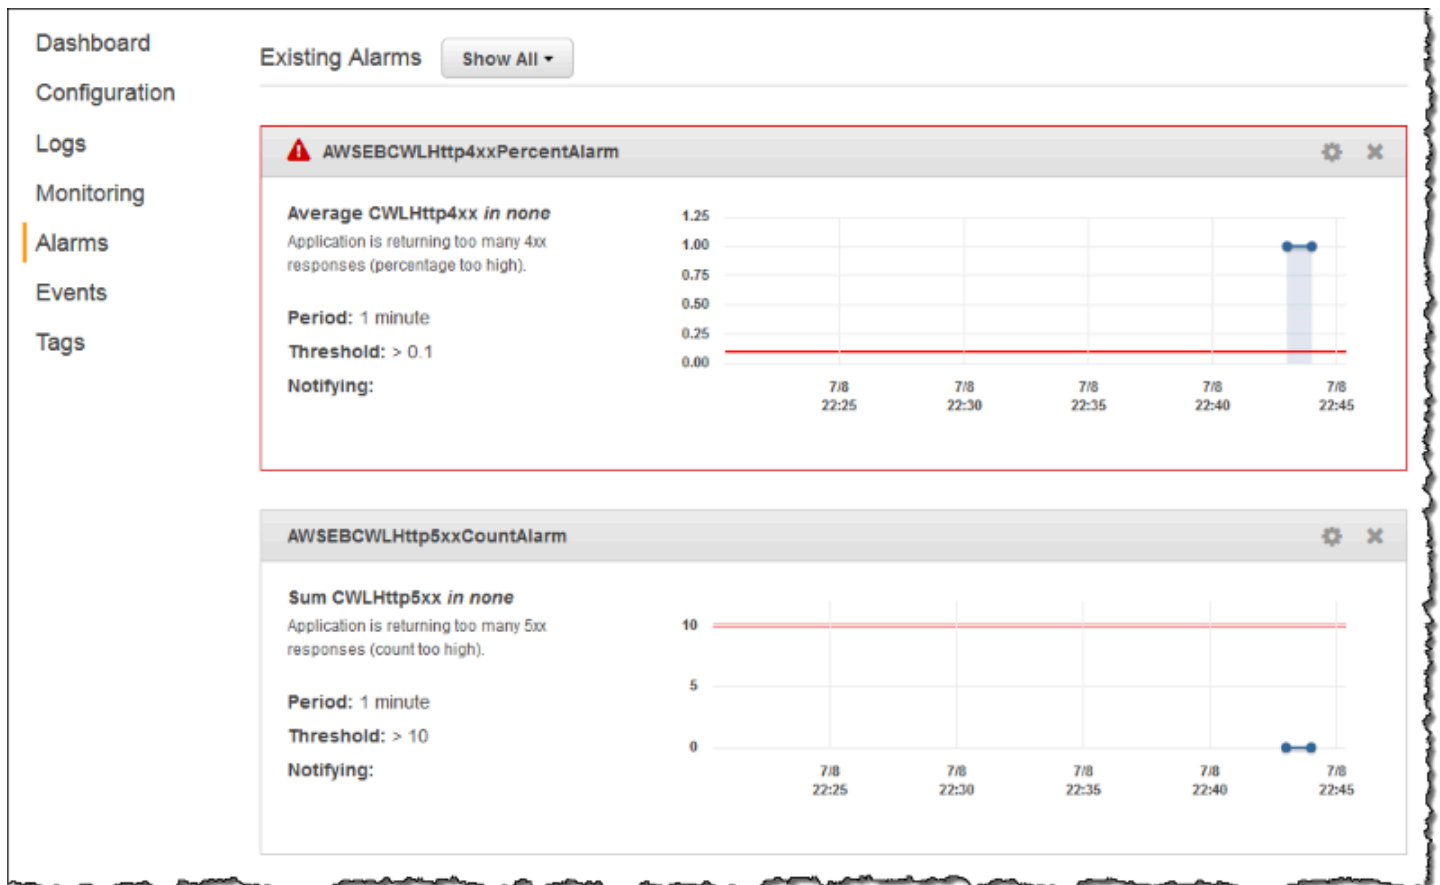 Dashboard
Configuration
Logs
Monitoring
Alarms
Events
Tags
Existing Alarms
Show All
AWSEBCWLHttp4xxPercentAlarm
Average CWLHttp4xx in none
Application is returning too many 4xx
responses (percentage too high).
Period: 1 minute
Threshold: > 0.1
Notifying:
1.25
1.00
0.75
0.50
0.25
0.00
7/8 7/8 7/8 7/8 7/8
22:25 22:30 22:35 22:40 22:45
AWSEBCWLHttp5xxCountAlarm
Sum CWLHttp5xx in none
Application is returning too many 5xx
responses (count too high).
Period: 1 minute
Threshold: > 10
Notifying:
10
5
0
7/8 7/8 7/8 7/8 7/8
22:25 22:30 22:35 22:40 22:45